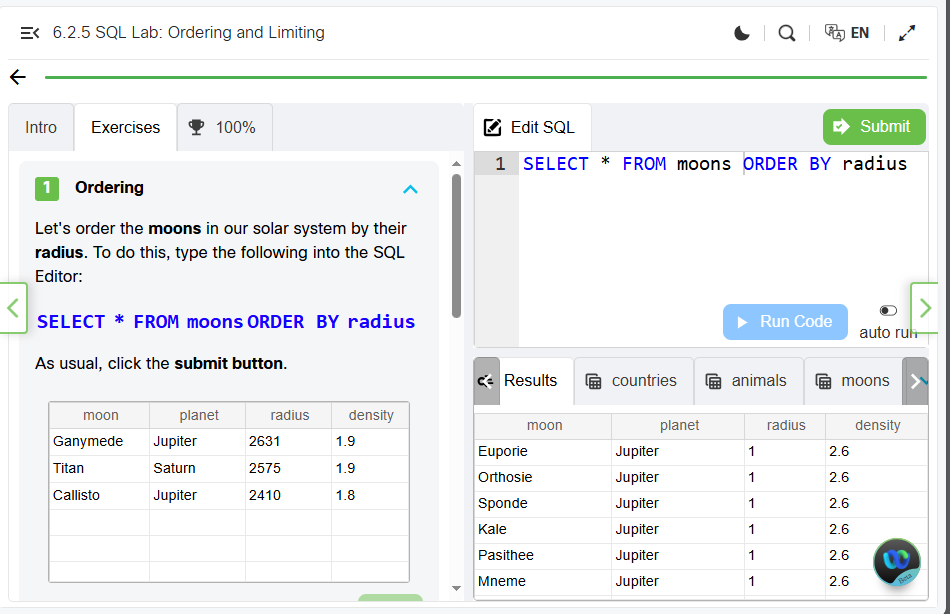 6.2.5 SQL Lab: Ordering and Limiting
EN
Intro
Exercises
100%
1 Ordering
Let's order the moons in our solar system by their
radius. To do this, type the following into the SQL
Editor:
SELECT * FROM moons ORDER BY radius
As usual, click the submit button.
moon planet radius density
Ganymede Jupiter 2631 1.9
Titan Saturn 2575 1.9
Callisto Jupiter 2410 1.8
Edit SQL
Submit
1 SELECT * FROM moons ORDER BY radius
Run Code
auto run
Results countries animals moons
moon planet radius density
Euporie Jupiter 1 2.6
Orthosie Jupiter 1 2.6
Sponde Jupiter 1 2.6
Kale Jupiter 1 2.6
Pasithee Jupiter 1 2.6
Mneme Jupiter 1 2.6
Beta